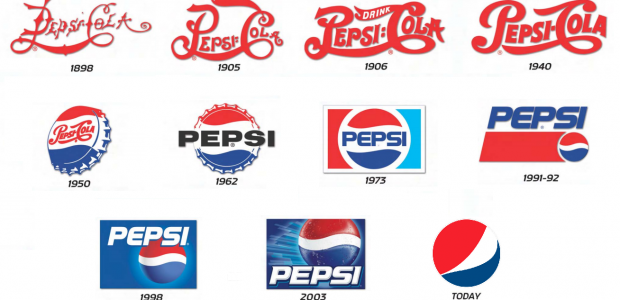 Pepsi-Cola
1898
Pepsi-Cola
1905
DRINK
Pepsi:Cola
1906
Pepsi-Cola
1940
Pepsi-Cola
1950
PEPSI
1962
PEPSI
1973
PEPSI
1991-92
PEPSI
1998
PEPSI
2003
TODAY